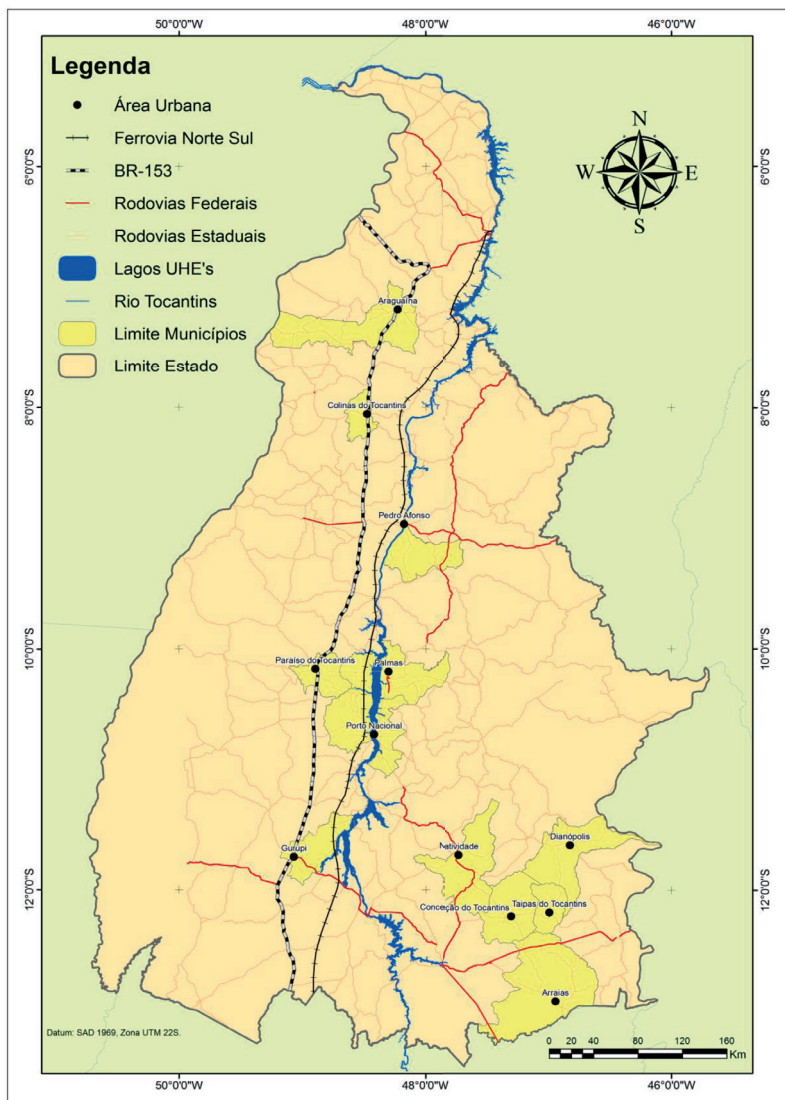 50°0'0"W
48°0'0"W
46°0'0"W
Legenda
Área Urbana
Ferrovia Norte Sul
BR-153
Rodovias Federais
Rodovias Estaduais
Lagos UHE's
Rio Tocantins
Limite Municípios
Limite Estado
N
W
E
S
6°0'0"S
6°0'0"S
Araguaína
8°0'0"S
8°0'0"S
Colinas do Tocantins
Pedro Afonso
10°0'0"S
10°0'0"S
Paraíso do Tocantins
Palmas
Porto Nacional
Gurupi
Natividade
Dianópolis
12°0'0"S
12°0'0"S
Conceição do Tocantins
Taipas do Tocantins
Arraias
Datum: SAD 1969, Zona UTM 22S.
0 20 40 80 120 160
Km
50°0'0"W
48°0'0"W
46°0'0"W